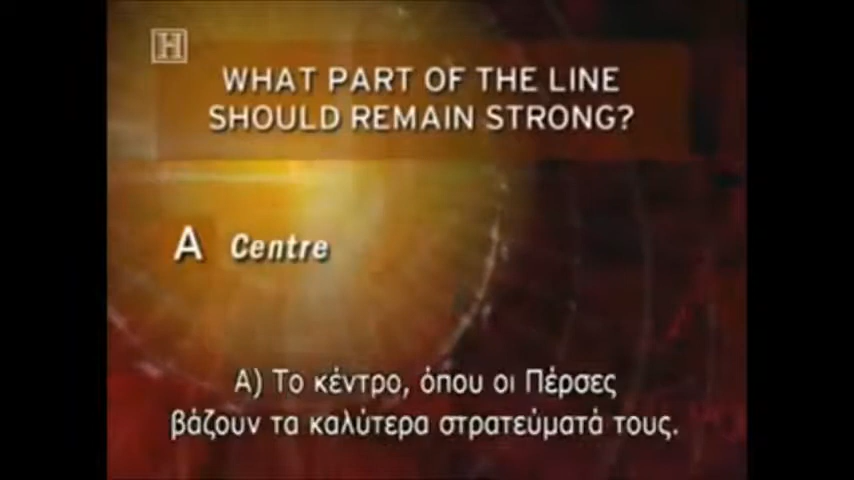 H
WHAT PART OF THE LINE
SHOULD REMAIN STRONG?
A Centre
Α) Το κέντρο, όπου οι Πέρσες
βάζουν τα καλύτερα στρατεύματά τους.